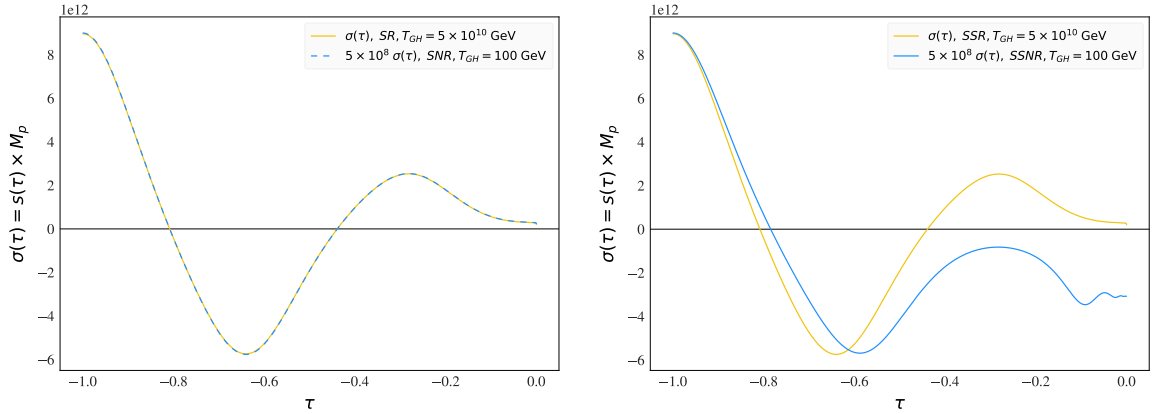 1e12
σ(τ), SR, T_GH = 5 × 10^10 GeV
5 × 10^8 σ(τ), SNR, T_GH = 100 GeV
8
6
4
2
0
−2
−4
−6
σ(τ) = s(τ) × M_p
−1.0 −0.8 −0.6 −0.4 −0.2 0.0
τ
1e12
σ(τ), SSR, T_GH = 5 × 10^10 GeV
5 × 10^8 σ(τ), SSNR, T_GH = 100 GeV
8
6
4
2
0
−2
−4
−6
σ(τ) = s(τ) × M_p
−1.0 −0.8 −0.6 −0.4 −0.2 0.0
τ